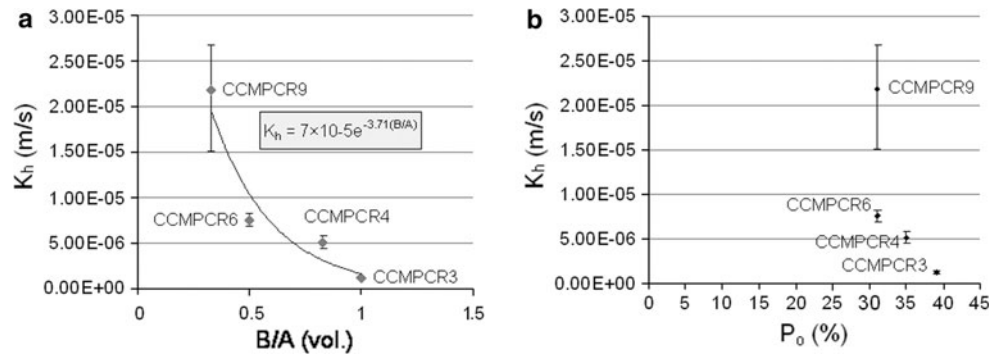 a
3.00E-05
2.50E-05
2.00E-05
1.50E-05
1.00E-05
5.00E-06
0.00E+00
Kh (m/s)
CCMPCR9
Kh = 7×10-5e-3.71(B/A)
CCMPCR6
CCMPCR4
CCMPCR3
0 0.5 1 1.5
B/A (vol.)
b
3.00E-05
2.50E-05
2.00E-05
1.50E-05
1.00E-05
5.00E-06
0.00E+00
Kh (m/s)
CCMPCR9
CCMPCR6
CCMPCR4
CCMPCR3
0 5 10 15 20 25 30 35 40 45
Po (%)